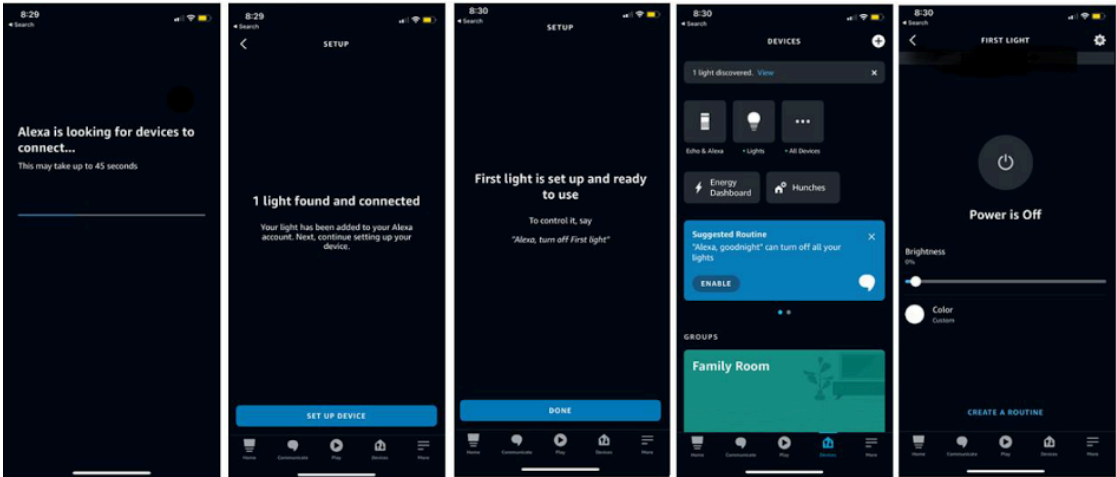 8:29
Search
Alexa is looking for devices to
connect...
This may take up to 45 seconds
8:29
Search
SETUP
1 light found and connected
Your light has been added to your Alexa
account. Next, continue setting up your
device.
SET UP DEVICE
Home Communicate Play Devices More
8:30
Search
SETUP
First light is set up and ready
to use
To control it, say
"Alexa, turn off First light"
DONE
Home Communicate Play Devices More
8:30
Search
DEVICES
1 light discovered. View
Echo & Alexa • Lights • All Devices
Energy
Dashboard
Hunches
Suggested Routine
"Alexa, goodnight" can turn off all your
lights
ENABLE
GROUPS
Family Room
Home Communicate Play Devices More
8:30
Search
FIRST LIGHT
Power is Off
Brightness
0%
Color
Custom
CREATE A ROUTINE
Home Communicate Play Devices More